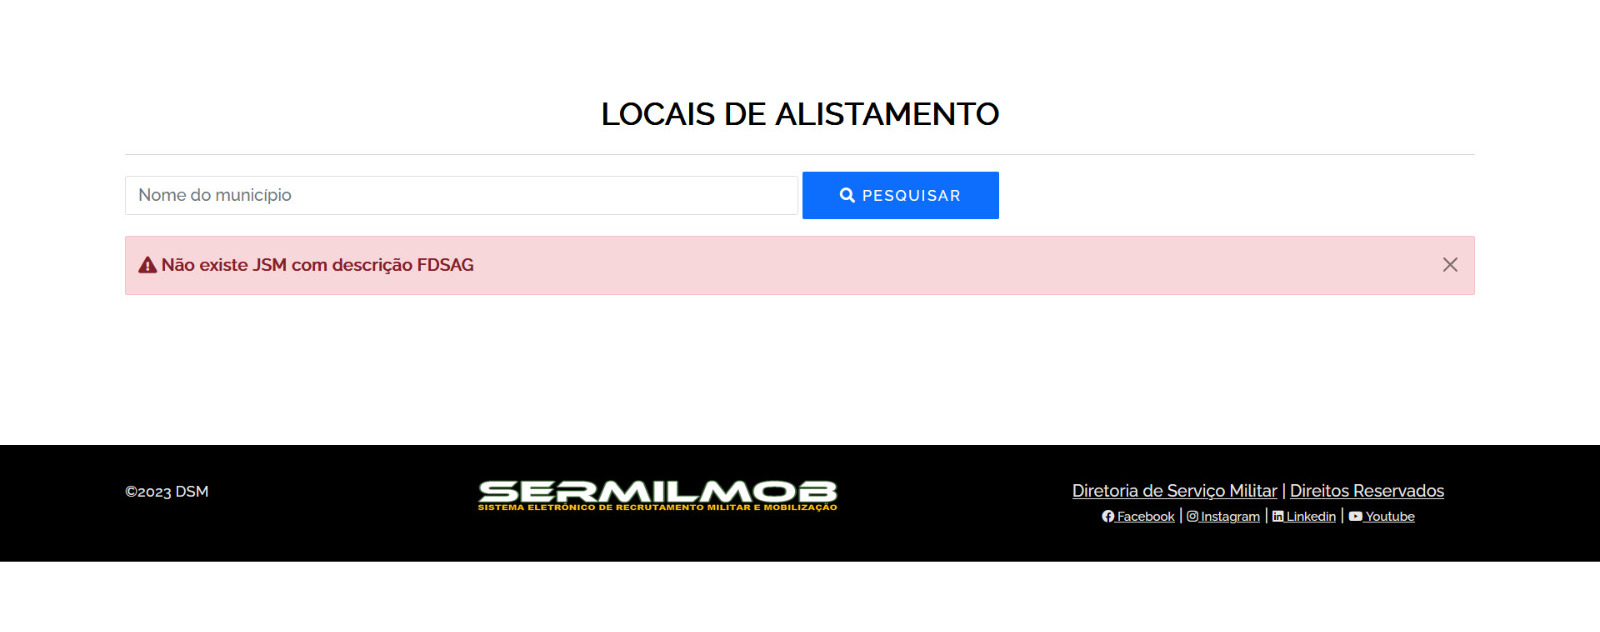 LOCAIS DE ALISTAMENTO
Nome do município
PESQUISAR
Não existe JSM com descrição FDSAG
©2023 DSM
SERMILMOB
SISTEMA ELETRÔNICO DE RECRUTAMENTO MILITAR E MOBILIZAÇÃO
Diretoria de Serviço Militar | Direitos Reservados
Facebook | Instagram | Linkedin | Youtube